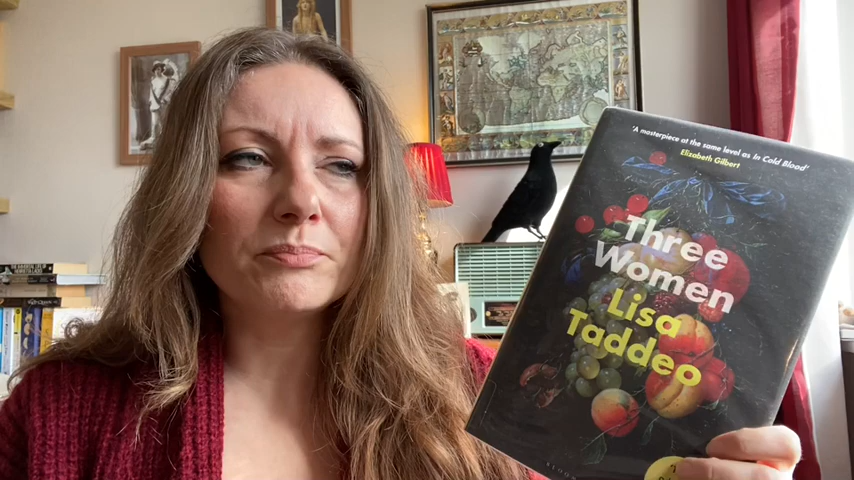 'A masterpiece at the same level as In Cold Blood'
Elizabeth Gilbert
Three
Women
Lisa
Taddeo